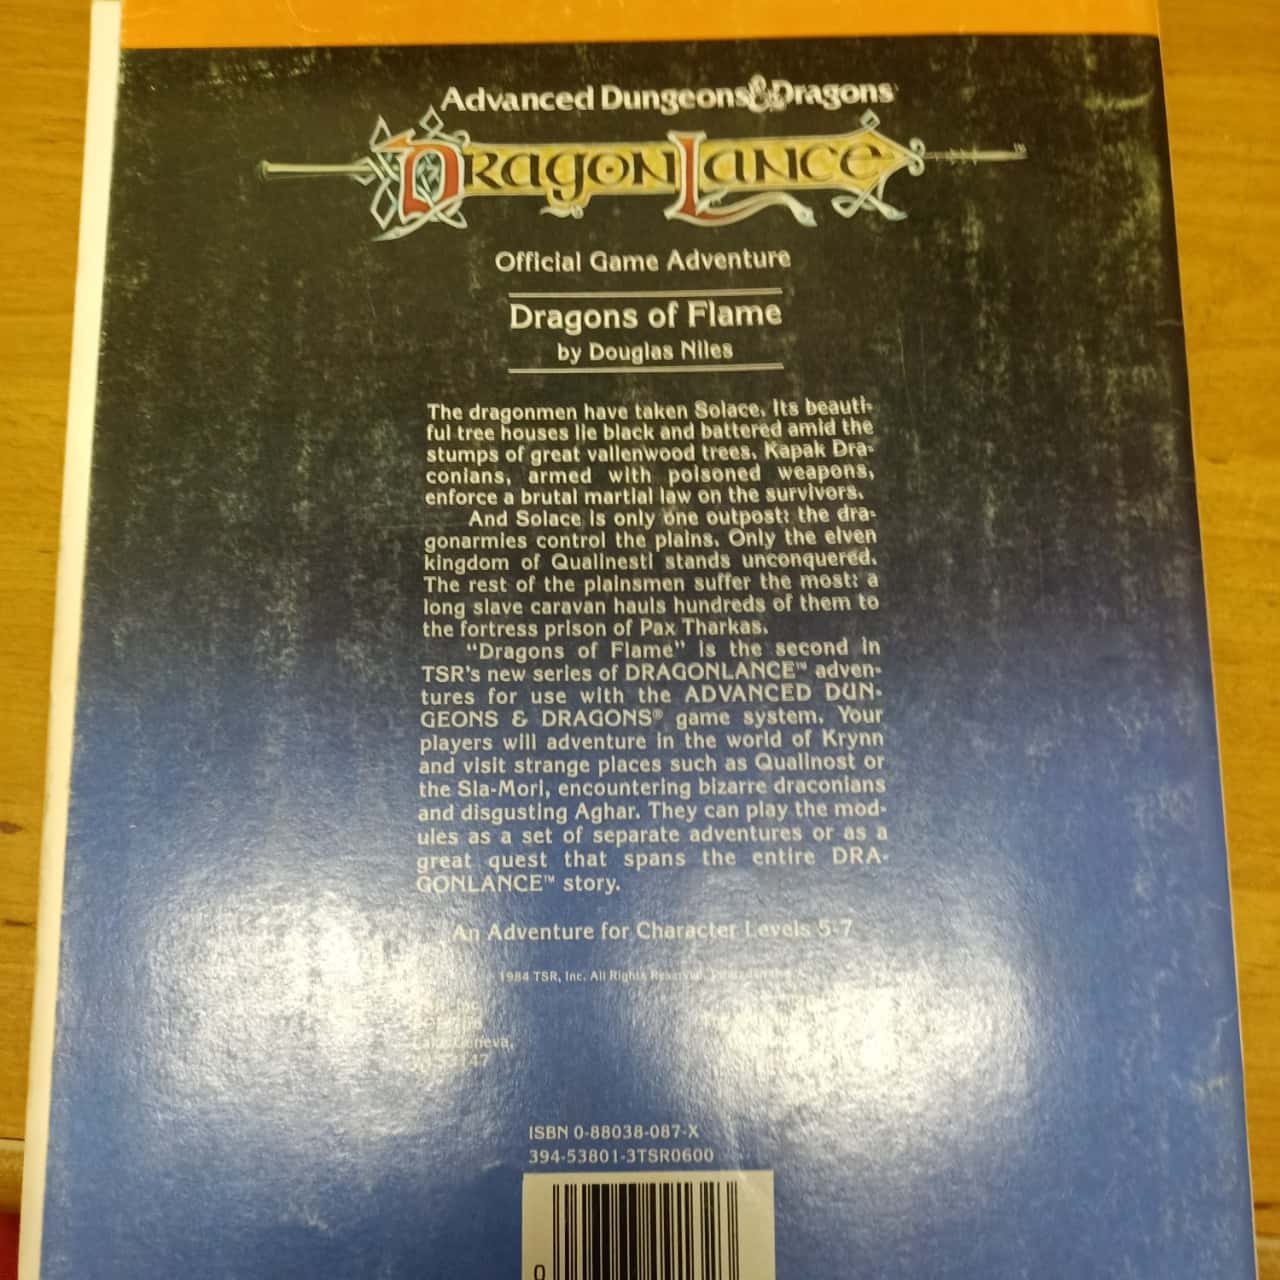 Advanced Dungeons & Dragons
DRAGONLANCE™
Official Game Adventure
Dragons of Flame
by Douglas Niles
The dragonmen have taken Solace. Its beauti-
ful tree houses lie black and battered amid the
stumps of great vallenwood trees. Kapak Dra-
conians, armed with poisoned weapons,
enforce a brutal martial law on the survivors.
And Solace is only one outpost: the dra-
gonarmies control the plains. Only the elven
kingdom of Qualinesti stands unconquered.
The rest of the plainsmen suffer the most: a
long slave caravan hauls hundreds of them to
the fortress prison of Pax Tharkas.
"Dragons of Flame" is the second in
TSR's new series of DRAGONLANCE™ adven-
tures for use with the ADVANCED DUN-
GEONS & DRAGONS® game system. Your
players will adventure in the world of Krynn
and visit strange places such as Qualinost or
the Sla-Mori, encountering bizarre draconians
and disgusting Aghar. They can play the mod-
ules as a set of separate adventures or as a
great quest that spans the entire DRA-
GONLANCE™ story.
An Adventure for Character Levels 5-7
1984 TSR, Inc. All Rights
Lake Geneva,
ISBN 0-88038-087-X
394-53801-3TSR0600
0